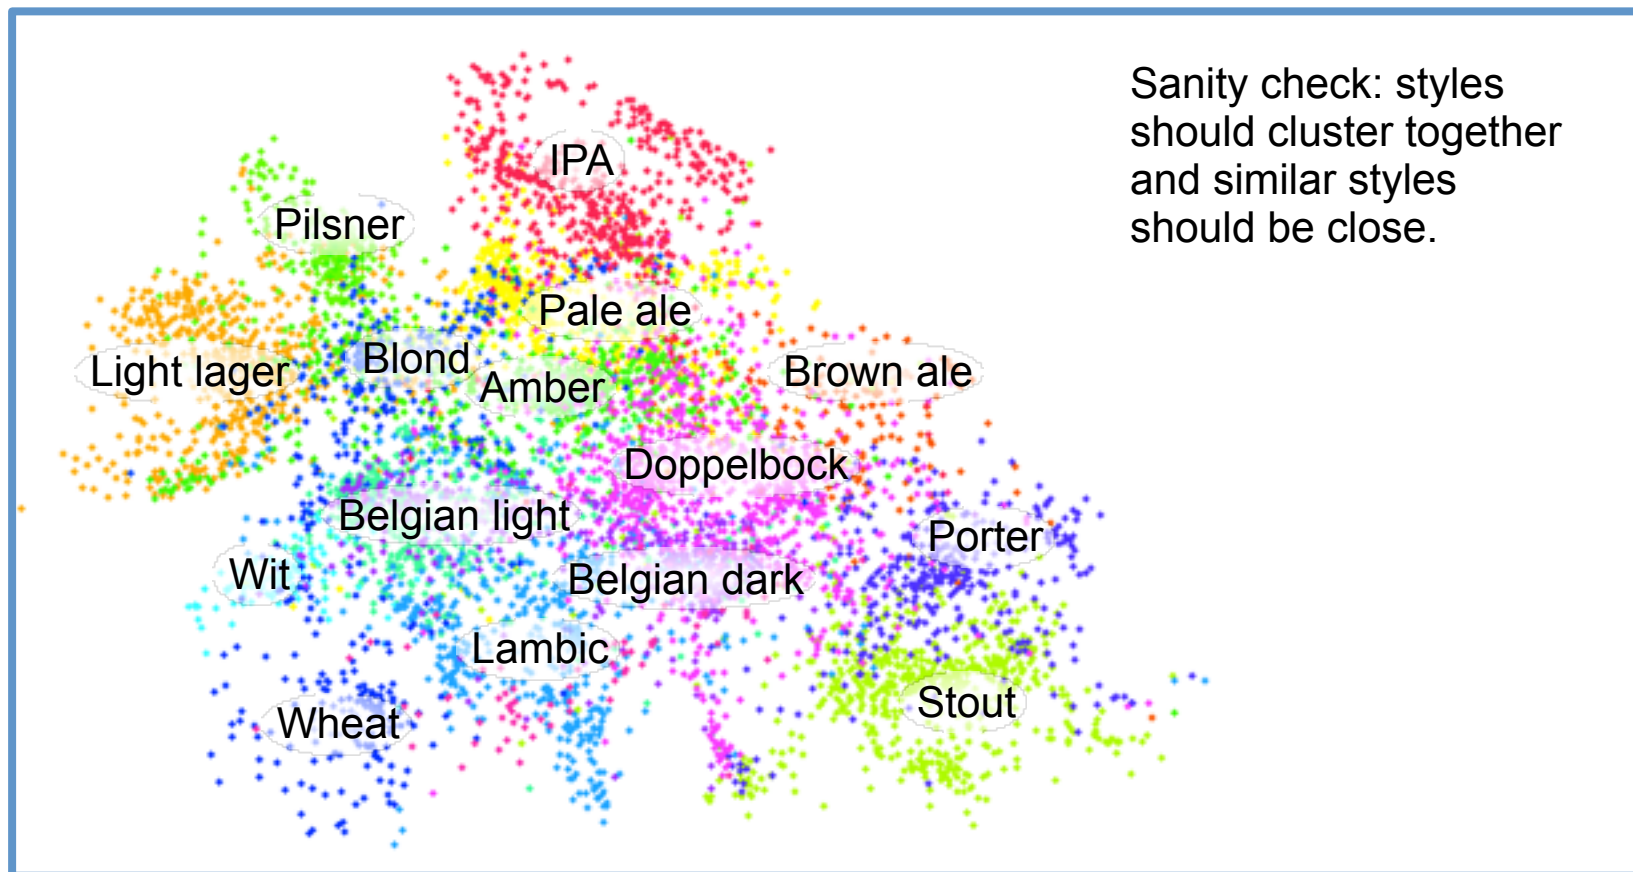 Sanity check: styles
should cluster together
and similar styles
should be close.
IPA
Pilsner
Pale ale
Blond
Light lager
Amber
Brown ale
Doppelbock
Belgian light
Porter
Wit
Belgian dark
Lambic
Stout
Wheat